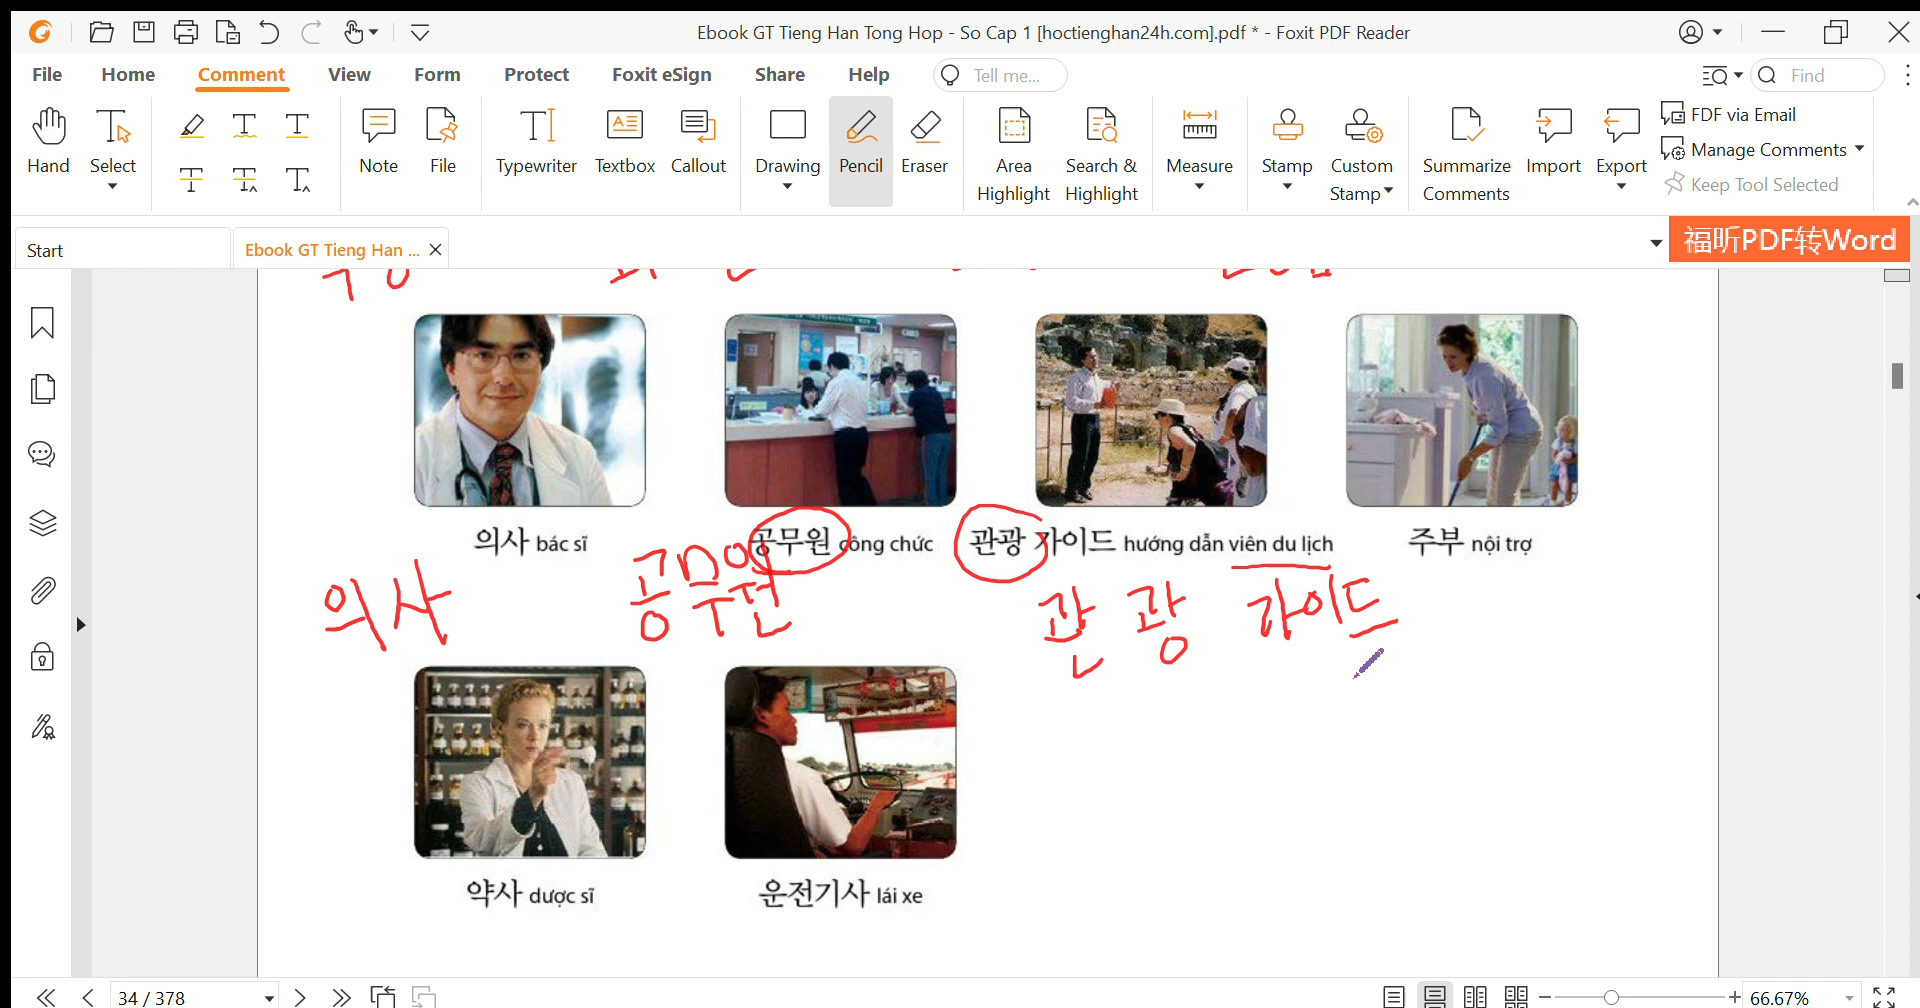 Ebook GT Tieng Han Tong Hop - So Cap 1 [hoctienghan24h.com].pdf * - Foxit PDF Reader
File Home Comment View Form Protect Foxit eSign Share Help Tell me... Find
Hand Select Note File Typewriter Textbox Callout Drawing Pencil Eraser Area Highlight Search & Highlight Measure Stamp Custom Stamp Summarize Comments Import Export
FDF via Email
Manage Comments
Keep Tool Selected
Start Ebook GT Tieng Han ... 福昕PDF转Word
의사 bác sĩ 공무원 công chức 관광 가이드 hướng dẫn viên du lịch 주부 nội trợ
의사 공무원 관광 가이드
약사 dược sĩ 운전기사 lái xe
34 / 378 66.67%